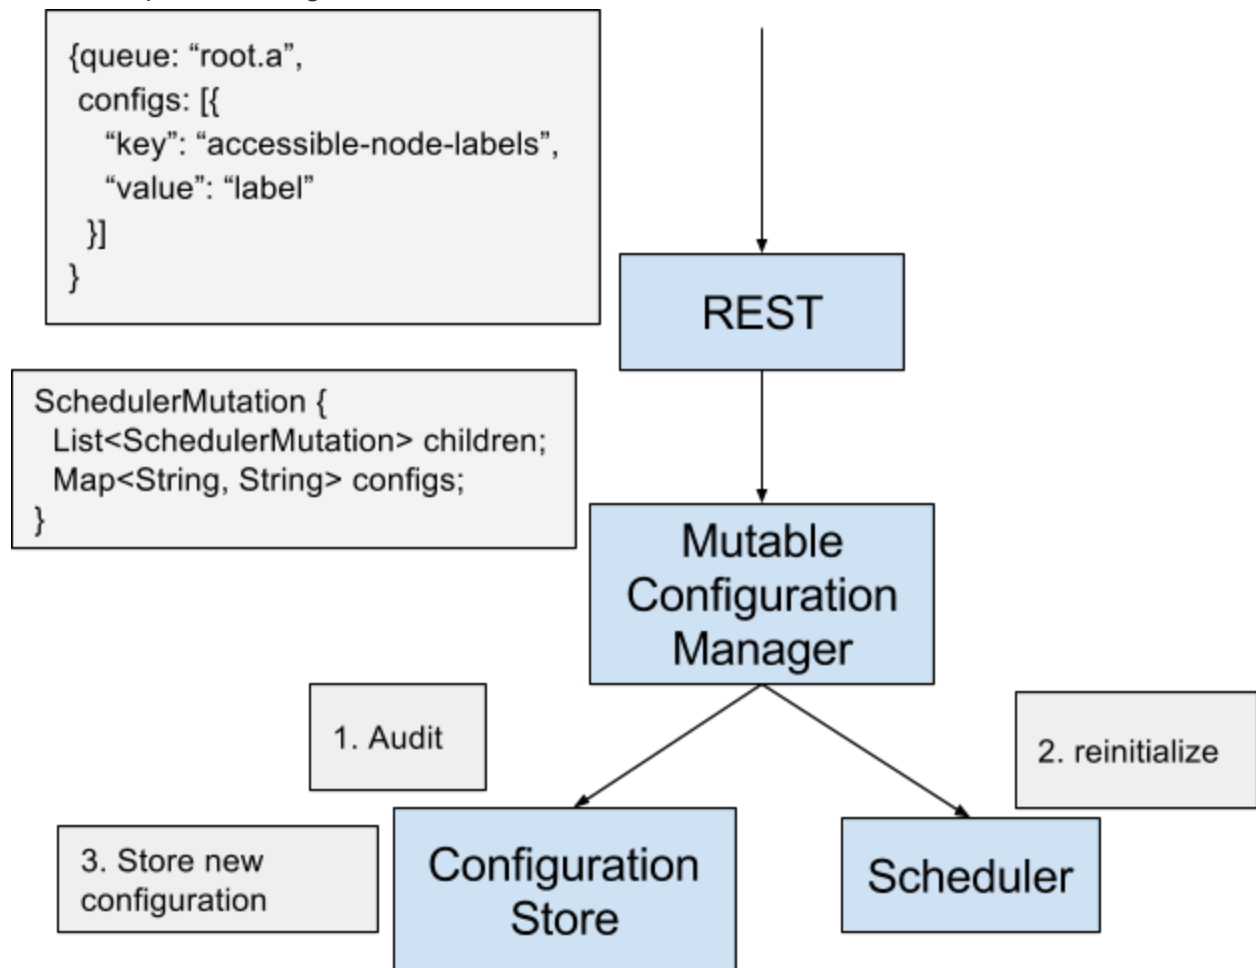 {queue: “root.a”,
configs: [{
“key”: “accessible-node-labels”,
“value”: “label”
}]
}
REST
SchedulerMutation {
List<SchedulerMutation> children;
Map<String, String> configs;
}
Mutable
Configuration
Manager
1. Audit
2. reinitialize
3. Store new
configuration
Configuration
Store
Scheduler